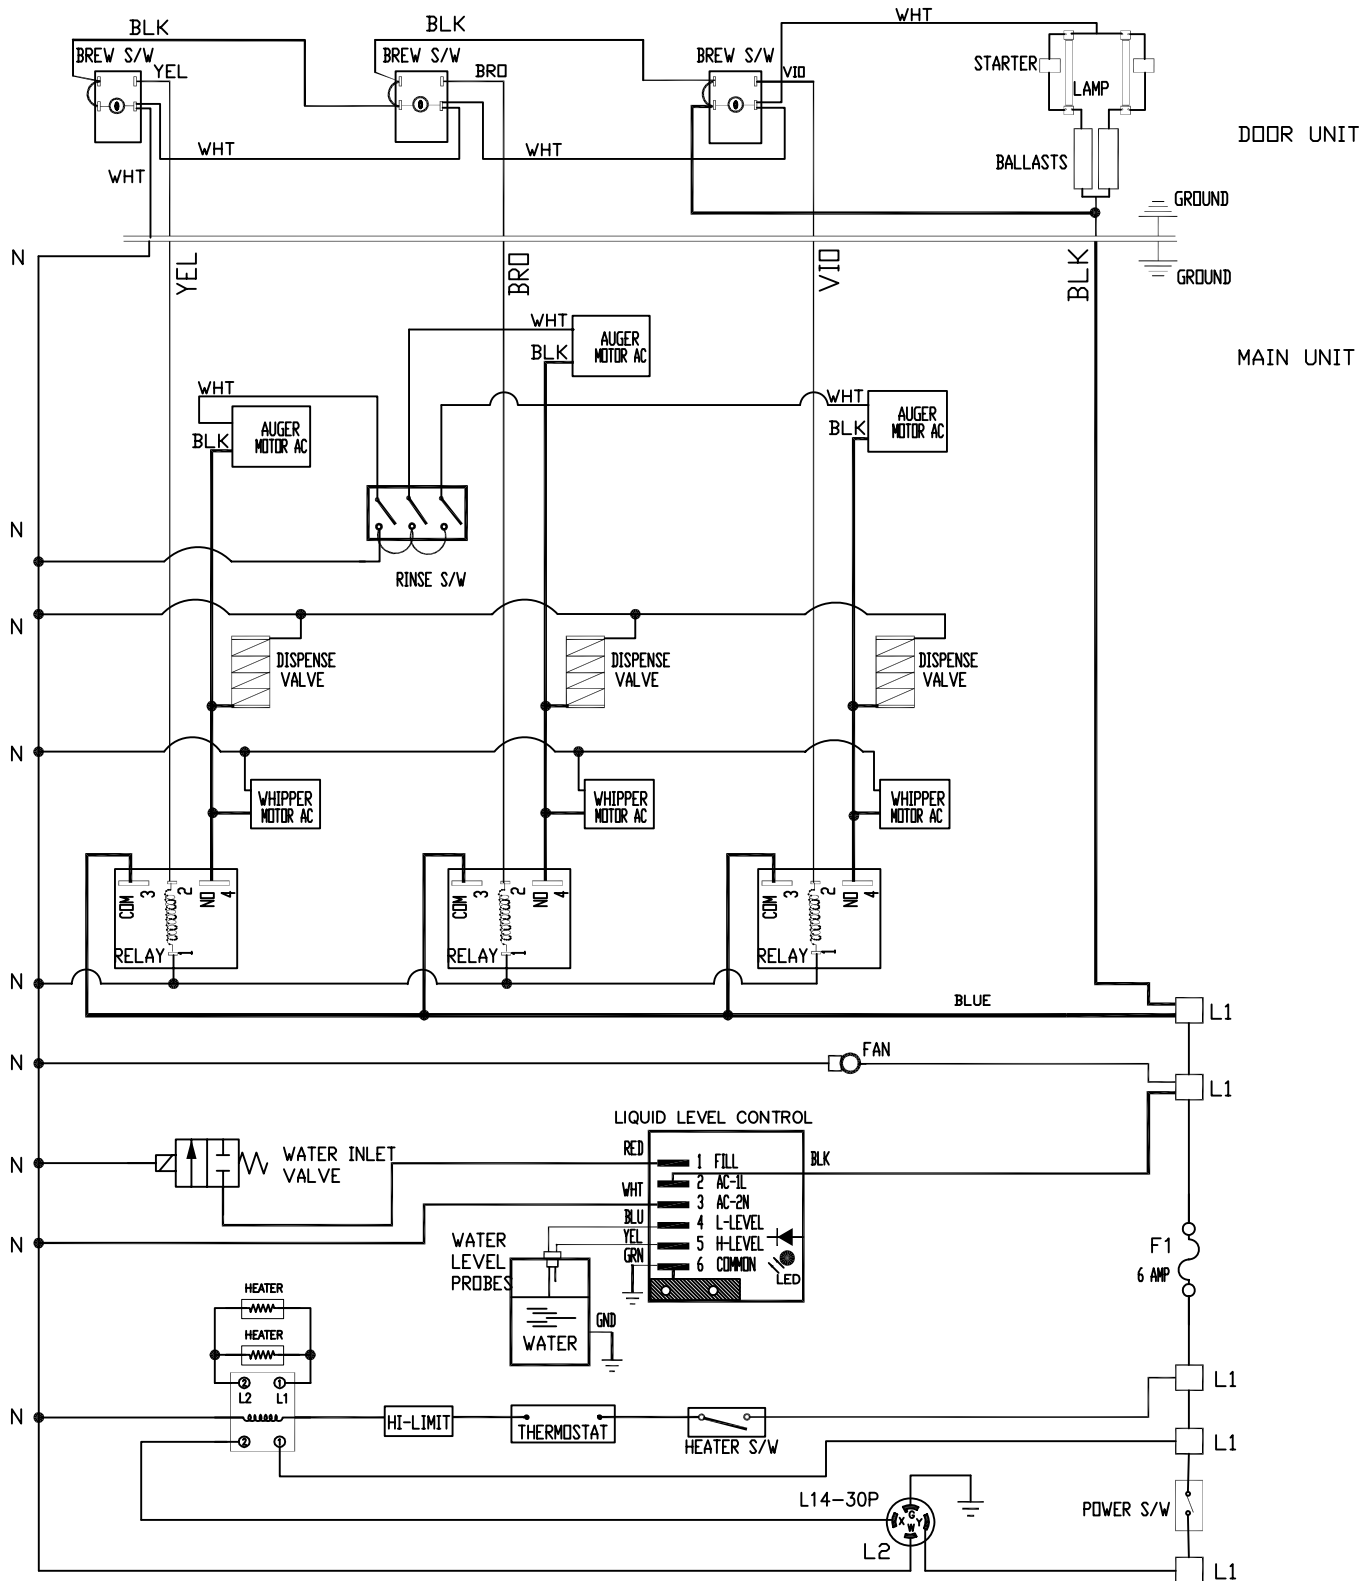 BLK
BLK
WHT
BREW S/W
YEL
BREW S/W
BRO
BREW S/W
VIO
STARTER
LAMP
DOOR UNIT
WHT
WHT
WHT
BALLASTS
GROUND
N
YEL
BRO
VIO
BLK
GROUND
WHT
AUGER
MOTOR AC
BLK
MAIN UNIT
WHT
AUGER
MOTOR AC
BLK
WHT
AUGER
MOTOR AC
BLK
N
RINSE S/W
N
DISPENSE
VALVE
DISPENSE
VALVE
DISPENSE
VALVE
N
WHIPPER
MOTOR AC
WHIPPER
MOTOR AC
WHIPPER
MOTOR AC
COM 3 2 NO 4
RELAY 1
COM 3 2 NO 4
RELAY 1
COM 3 2 NO 4
RELAY 1
N
BLUE
L1
N
FAN
L1
LIQUID LEVEL CONTROL
N
WATER INLET
VALVE
RED
1 FILL
BLK
2 AC-1L
WHT
3 AC-2N
BLU
4 L-LEVEL
YEL
5 H-LEVEL
GRN
6 COMMON
LED
N
WATER
LEVEL
PROBES
WATER
GND
F1
6 AMP
HEATER
HEATER
2 1
L2 L1
L1
N
HI-LIMIT
THERMOSTAT
HEATER S/W
2 1
L1
L14-30P
G
X Y
W
L2
POWER S/W
L1